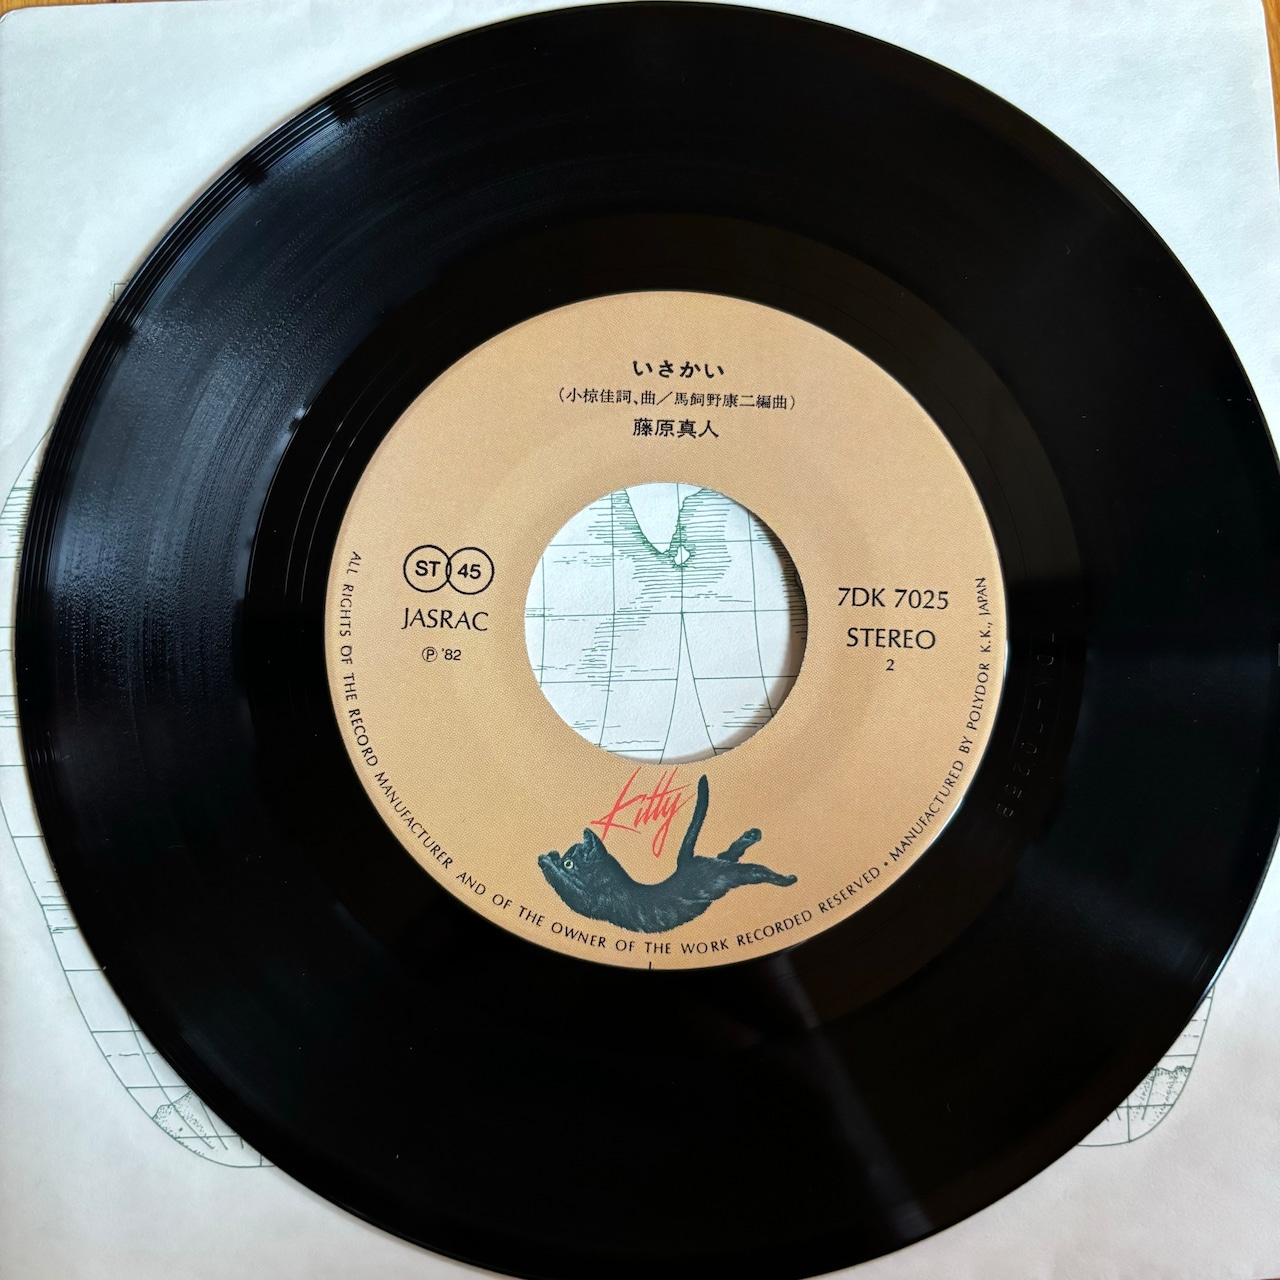 いさかい
(小椋佳詞、曲／馬飼野康二編曲)
藤原真人
ST 45
JASRAC
Ⓟ '82
7DK 7025
STEREO
2
Kitty
ALL RIGHTS OF THE RECORD MANUFACTURER AND OF THE OWNER OF THE WORK RECORDED RESERVED • MANUFACTURED BY POLYDOR K.K., JAPAN